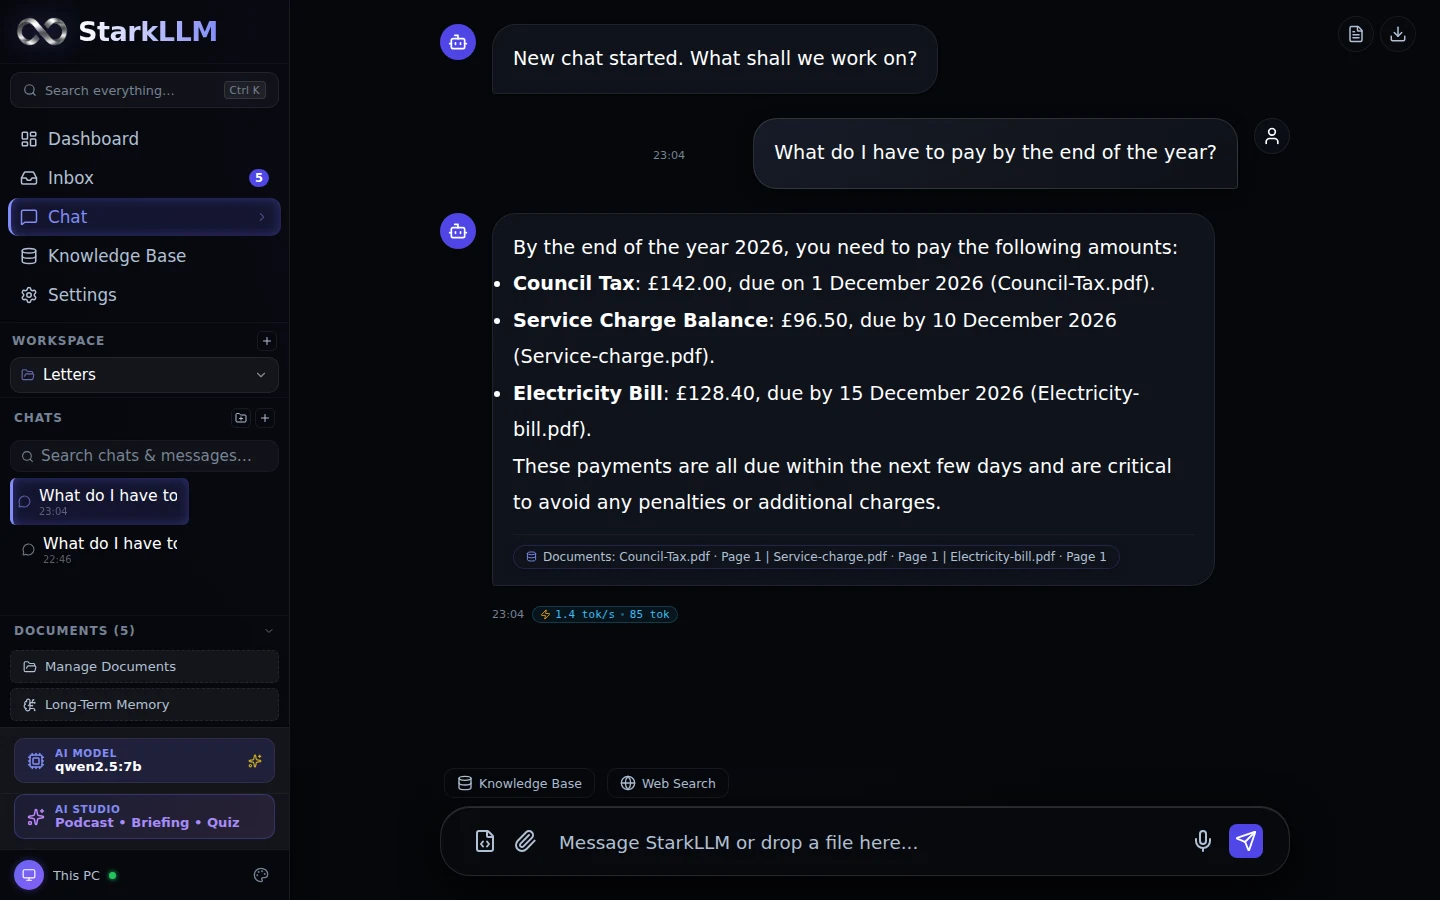 StarkLLM
Search everything...
Ctrl K
Dashboard
Inbox
5
Chat
Knowledge Base
Settings
WORKSPACE
Letters
CHATS
Search chats & messages...
What do I have to
23:04
What do I have to
22:46
DOCUMENTS (5)
Manage Documents
Long-Term Memory
AI MODEL
qwen2.5:7b
AI STUDIO
Podcast • Briefing • Quiz
This PC
New chat started. What shall we work on?
23:04
What do I have to pay by the end of the year?
By the end of the year 2026, you need to pay the following amounts:
• Council Tax: £142.00, due on 1 December 2026 (Council-Tax.pdf).
• Service Charge Balance: £96.50, due by 10 December 2026
(Service-charge.pdf).
• Electricity Bill: £128.40, due by 15 December 2026 (Electricity-
bill.pdf).
These payments are all due within the next few days and are critical
to avoid any penalties or additional charges.
Documents: Council-Tax.pdf · Page 1 | Service-charge.pdf · Page 1 | Electricity-bill.pdf · Page 1
23:04
1.4 tok/s • 85 tok
Knowledge Base
Web Search
Message StarkLLM or drop a file here...